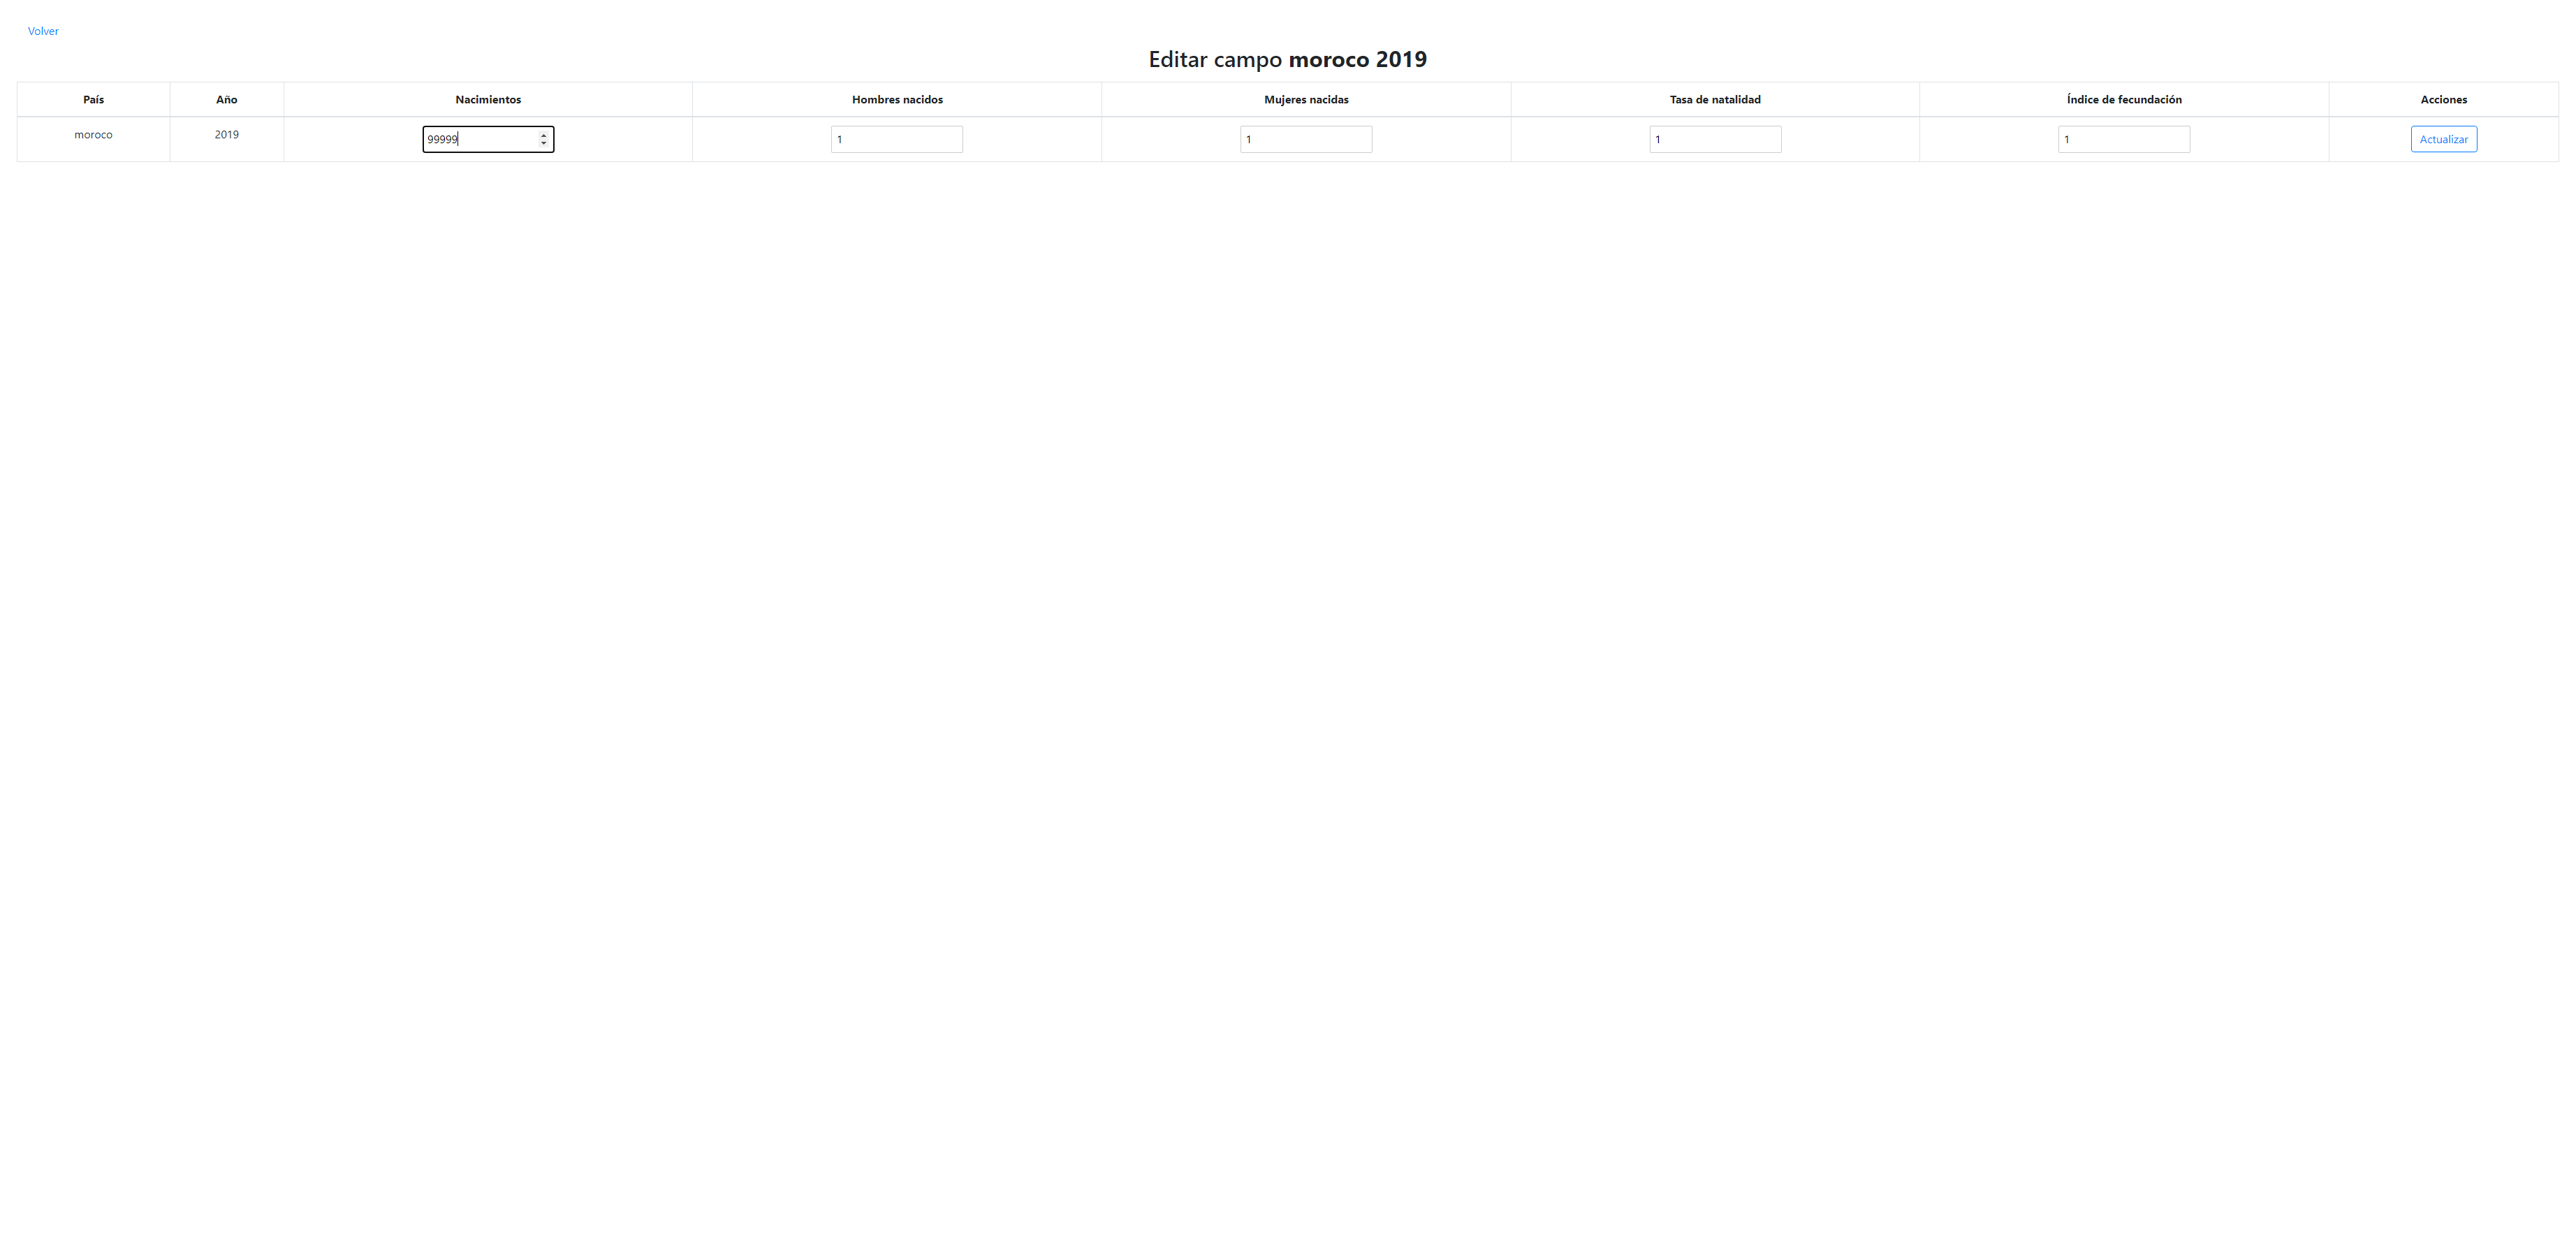 Volver
Editar campo moroco 2019
País Año Nacimientos Hombres nacidos Mujeres nacidas Tasa de natalidad Índice de fecundación Acciones
moroco 2019 99999 1 1 1 1 Actualizar